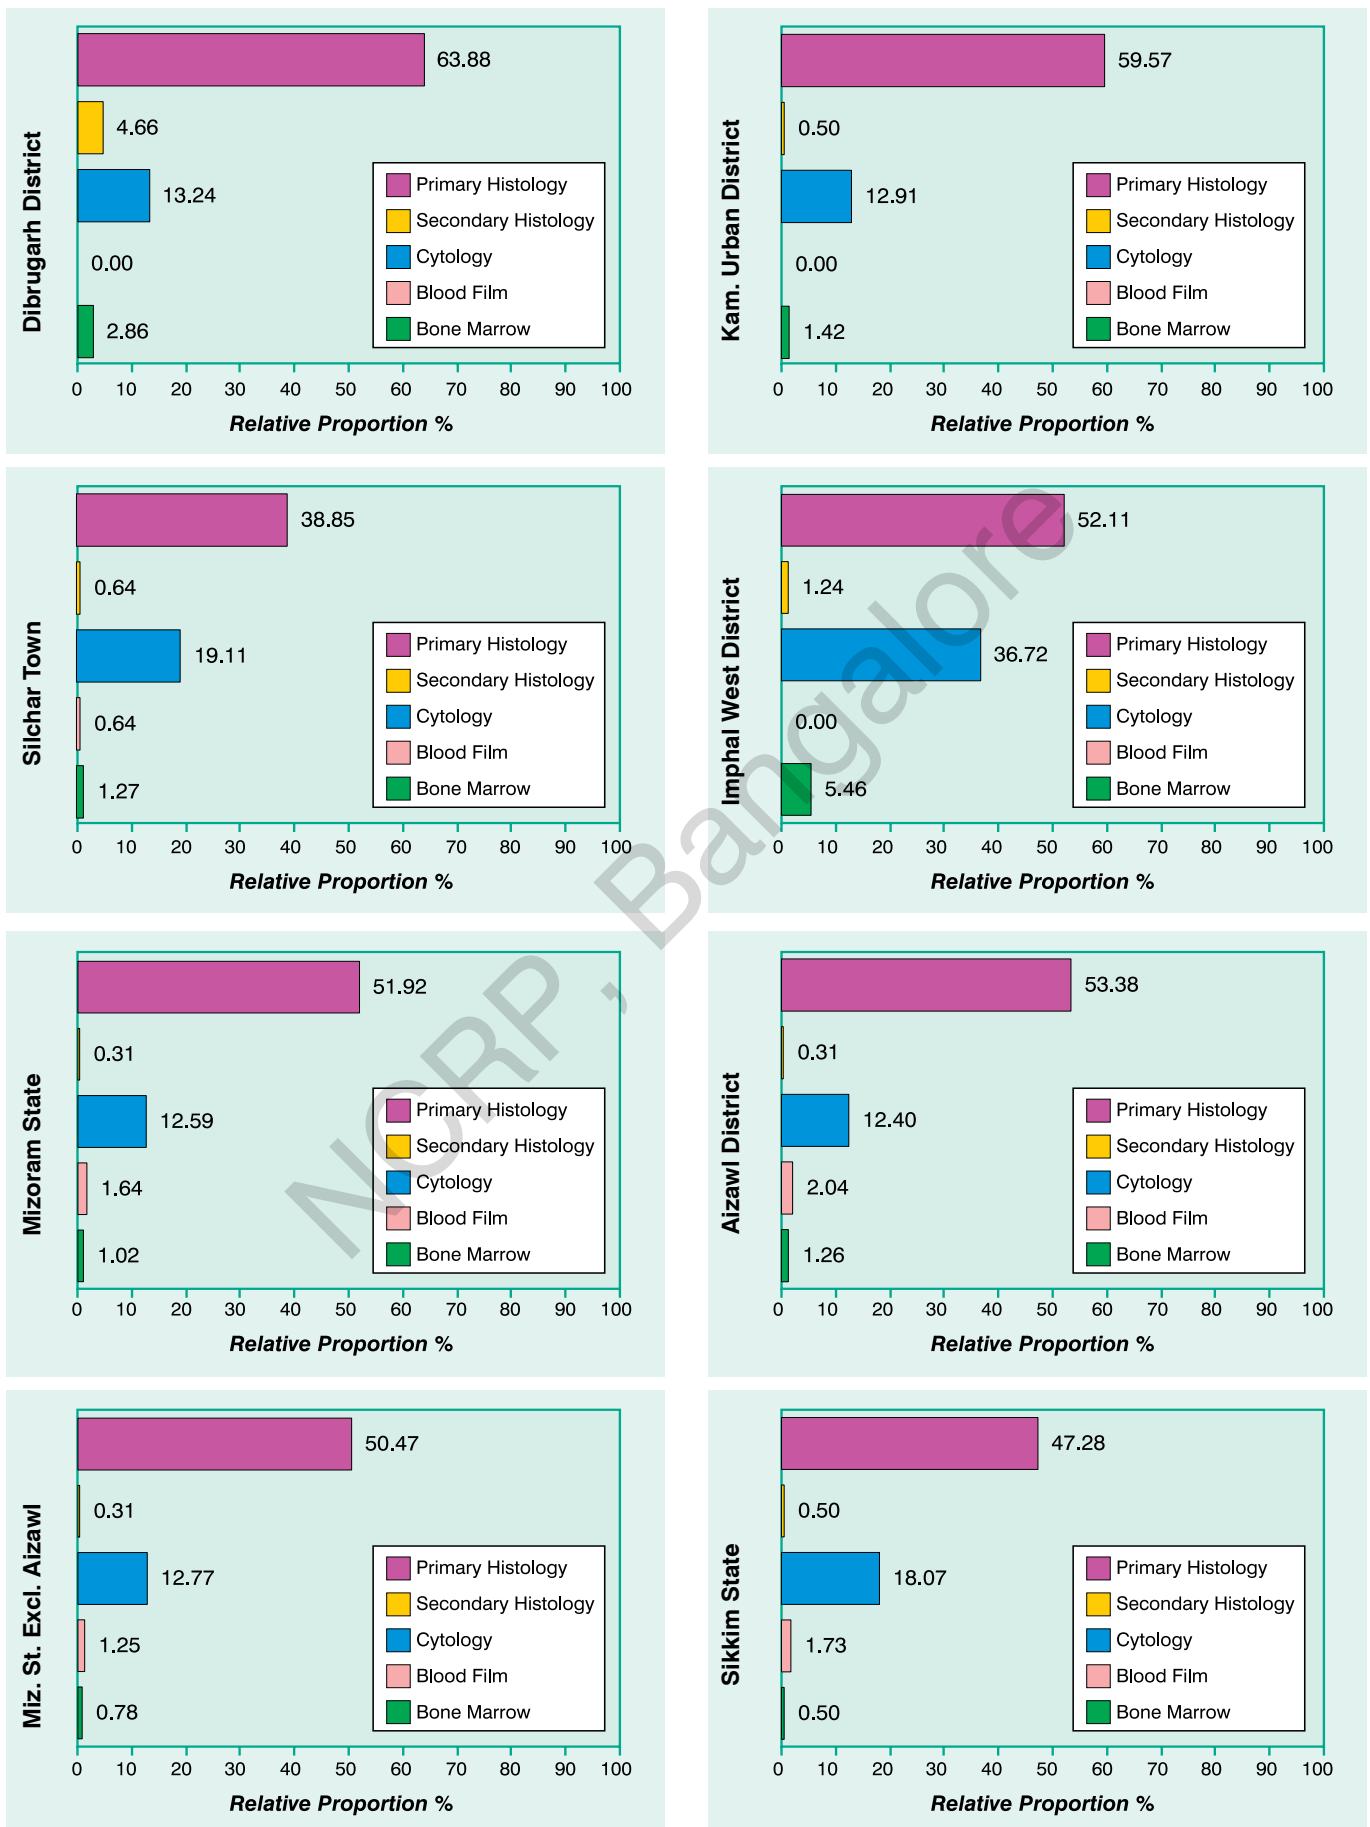 Dibrugarh District
63.88
4.66
13.24
0.00
2.86
Primary Histology
Secondary Histology
Cytology
Blood Film
Bone Marrow
0 10 20 30 40 50 60 70 80 90 100
Relative Proportion %
Kam. Urban District
59.57
0.50
12.91
0.00
1.42
Primary Histology
Secondary Histology
Cytology
Blood Film
Bone Marrow
0 10 20 30 40 50 60 70 80 90 100
Relative Proportion %
Silchar Town
38.85
0.64
19.11
0.64
1.27
Primary Histology
Secondary Histology
Cytology
Blood Film
Bone Marrow
0 10 20 30 40 50 60 70 80 90 100
Relative Proportion %
Imphal West District
52.11
1.24
36.72
0.00
5.46
Primary Histology
Secondary Histology
Cytology
Blood Film
Bone Marrow
0 10 20 30 40 50 60 70 80 90 100
Relative Proportion %
Mizoram State
51.92
0.31
12.59
1.64
1.02
Primary Histology
Secondary Histology
Cytology
Blood Film
Bone Marrow
0 10 20 30 40 50 60 70 80 90 100
Relative Proportion %
Aizawl District
53.38
0.31
12.40
2.04
1.26
Primary Histology
Secondary Histology
Cytology
Blood Film
Bone Marrow
0 10 20 30 40 50 60 70 80 90 100
Relative Proportion %
Miz. St. Excl. Aizawl
50.47
0.31
12.77
1.25
0.78
Primary Histology
Secondary Histology
Cytology
Blood Film
Bone Marrow
0 10 20 30 40 50 60 70 80 90 100
Relative Proportion %
Sikkim State
47.28
0.50
18.07
1.73
0.50
Primary Histology
Secondary Histology
Cytology
Blood Film
Bone Marrow
0 10 20 30 40 50 60 70 80 90 100
Relative Proportion %
NCRP, Bangalore